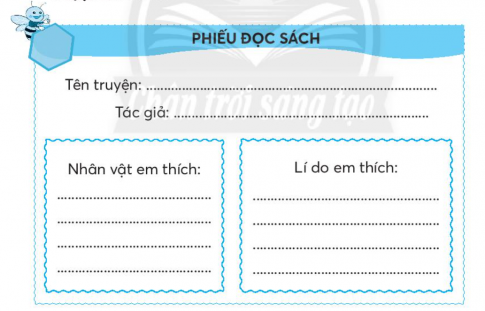 PHIẾU ĐỌC SÁCH
Tên truyện: ........................................................................
Tác giả: ...............................................................
Nhân vật em thích:
......................................
......................................
......................................
......................................
Lí do em thích:
..............................................
..............................................
..............................................
..............................................
Chân trời sáng tạo